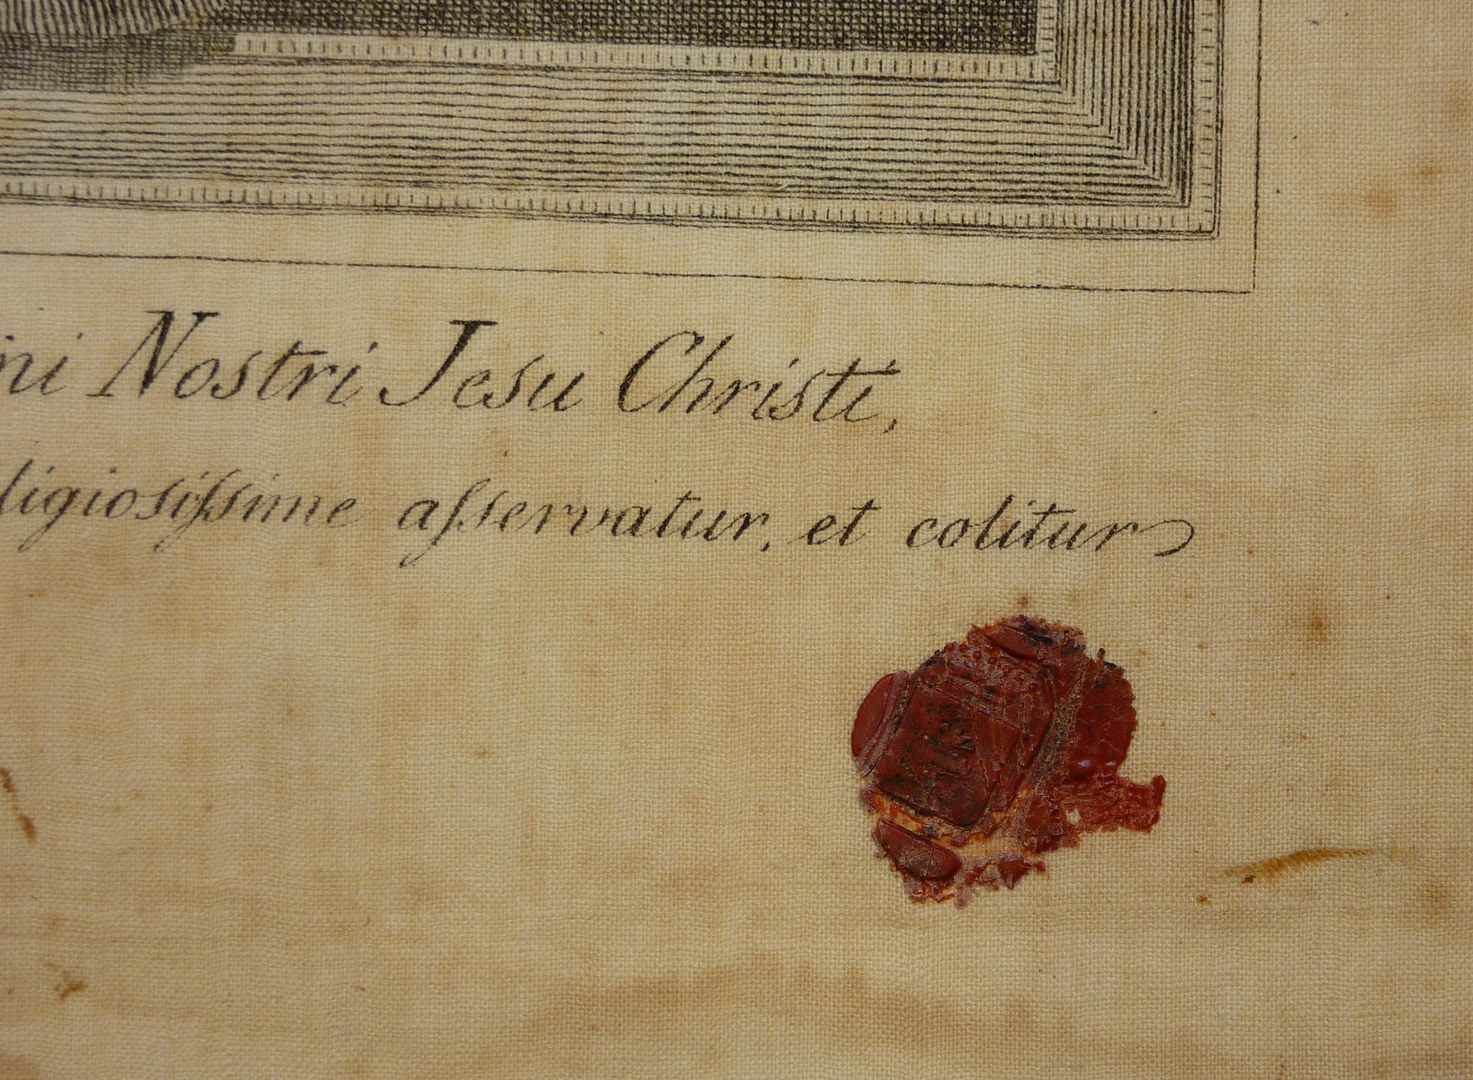 ni Nostri Jesu Christi,
ligiosiſsime aſservatur, et colitur